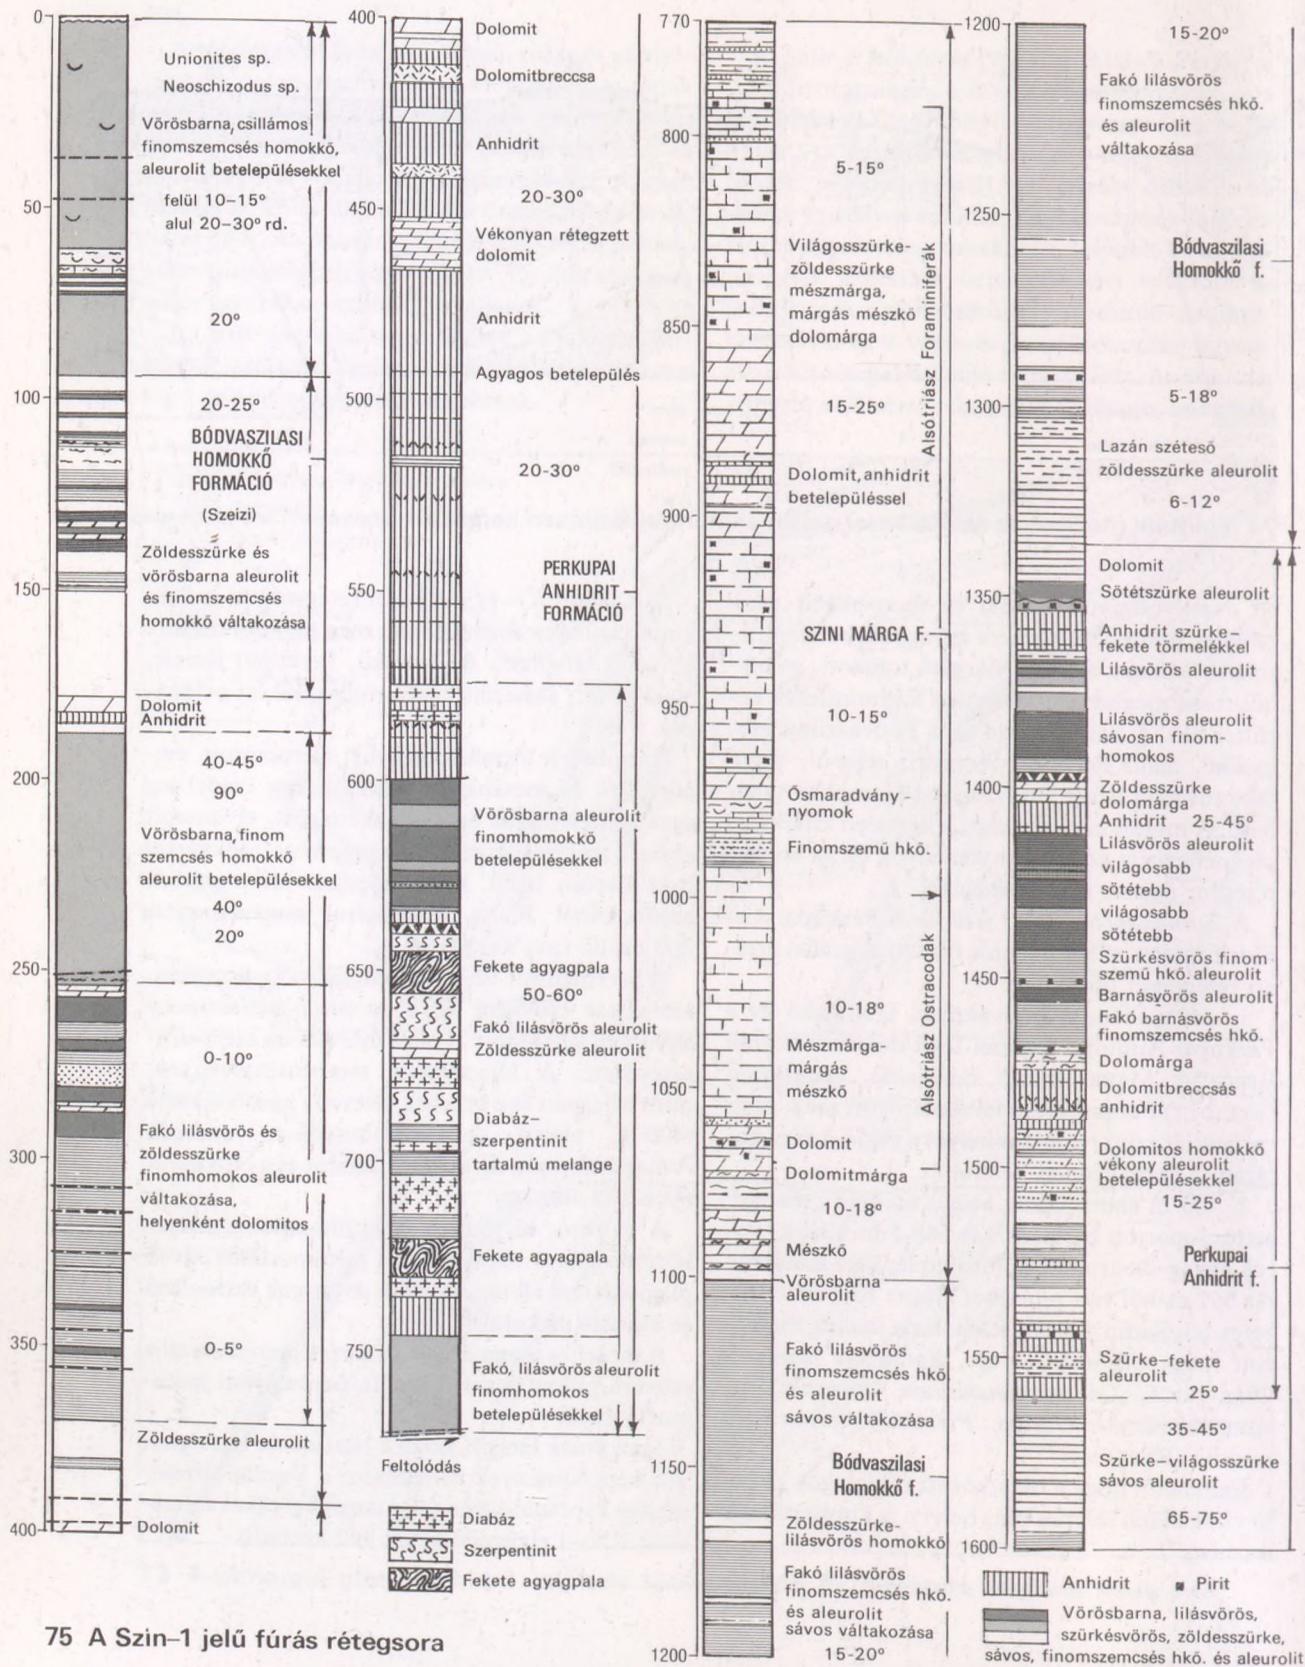 0
50
100
150
200
250
300
350
400
Unionites sp.
Neoschizodus sp.
Vörösbarna, csillámos
finomszemcsés homokkő,
aleurolit betelepülésekkel
felül 10–15°
alul 20–30° rd.
20°
20-25°
BÓDVASZILASI
HOMOKKŐ
FORMÁCIÓ
(Szeizi)
Zöldesszürke és
vörösbarna aleurolit
és finomszemcsés
homokkő váltakozása
Dolomit
Anhidrit
40-45°
90°
Vörösbarna, finom
szemcsés homokkő
aleurolit betelepülésekkel
40°
20°
0-10°
Fakó lilásvörös és
zöldesszürke
finomhomokos aleurolit
váltakozása,
helyenként dolomitos
0-5°
Zöldesszürke aleurolit
Dolomit
400
450
500
550
600
650
700
750
Dolomit
Dolomitbreccsa
Anhidrit
20-30°
Vékonyan rétegzett
dolomit
Anhidrit
Agyagos betelepülés
20-30°
PERKUPAI
ANHIDRIT
FORMÁCIÓ
Vörösbarna aleurolit
finomhomokkő
betelepülésekkel
Fekete agyagpala
50-60°
Fakó lilásvörös aleurolit
Zöldesszürke aleurolit
Diabáz-
szerpentinit
tartalmú melange
Fekete agyagpala
Fakó, lilásvörös aleurolit
finomhomokos
betelepülésekkel
Feltolódás
Diabáz
Szerpentinit
Fekete agyagpala
770
800
850
900
950
1000
1050
1100
1150
1200
5-15°
Világosszürke-
zöldesszürke
mészmárga,
márgás mészkő
dolomárga
Alsótriász Foraminiferák
15-25°
Dolomit, anhidrit
betelepüléssel
SZINI MÁRGA F.
10-15°
Ősmaradvány-
nyomok
Finomszemű hkő.
10-18°
Mészmárga-
márgás
mészkő
Alsótriász Ostracodak
Dolomit
Dolomitmárga
10-18°
Mészkő
Vörösbarna
aleurolit
Fakó lilásvörös
finomszemcsés hkő.
és aleurolit
sávos váltakozása
Bódvaszilasi
Homokkő f.
Zöldesszürke-
lilásvörös homokkő
Fakó lilásvörös
finomszemcsés hkő.
és aleurolit
sávos váltakozása
15-20°
1200
1250
1300
1350
1400
1450
1500
1550
1600
15-20°
Fakó lilásvörös
finomszemcsés hkő.
és aleurolit
váltakozása
Bódvaszilasi
Homokkő f.
5-18°
Lazán széteső
zöldesszürke aleurolit
6-12°
Dolomit
Sötétszürke aleurolit
Anhidrit szürke–
fekete törmelékkel
Lilásvörös aleurolit
Lilásvörös aleurolit
sávosan finom-
homokos
Zöldesszürke
dolomárga
Anhidrit 25-45°
Lilásvörös aleurolit
világosabb
sötétebb
világosabb
sötétebb
Szürkésvörös finom
szemű hkő. aleurolit
Barnásvörös aleurolit
Fakó barnásvörös
finomszemcsés hkő.
Dolomárga
Dolomitbreccsás
anhidrit
Dolomitos homokkő
vékony aleurolit
betelepülésekkel
15-25°
Perkupai
Anhidrit f.
Szürke–fekete
aleurolit
25°
35-45°
Szürke–világosszürke
sávos aleurolit
65-75°
Anhidrit
Pirit
Vörösbarna, lilásvörös,
szürkésvörös, zöldesszürke,
sávos, finomszemcsés hkő. és aleurolit
75 A Szin–1 jelű fúrás rétegsora